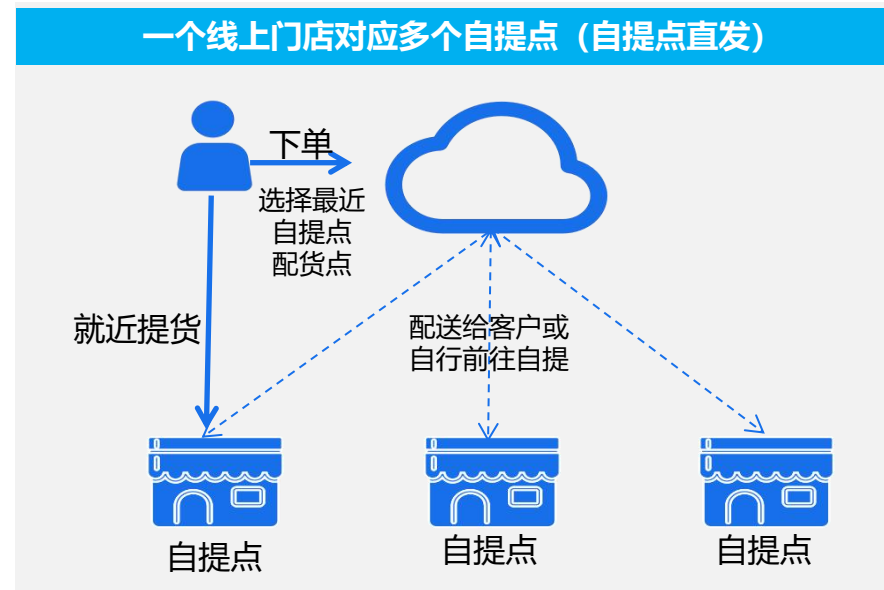 一个线上门店对应多个自提点（自提点直发）
下单
选择最近
自提点
配货点
就近提货
配送给客户或
自行前往自提
自提点
自提点
自提点